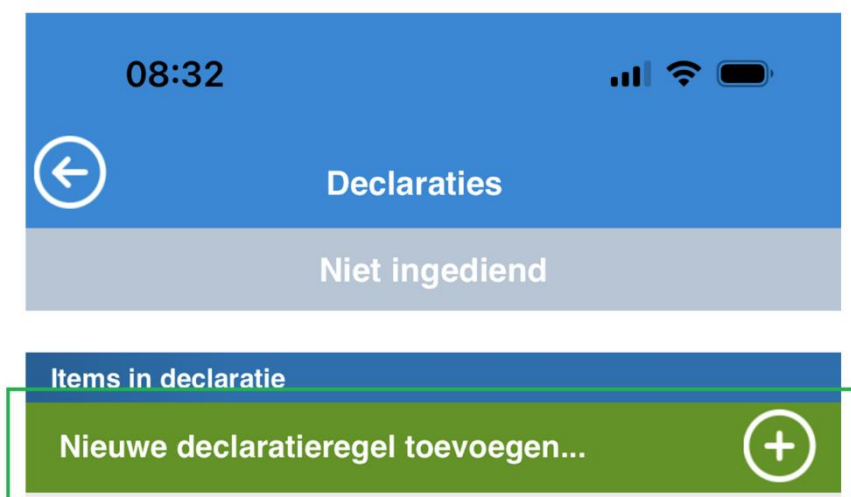 08:32
Declaraties
Niet ingediend
Items in declaratie
Nieuwe declaratieregel toevoegen...